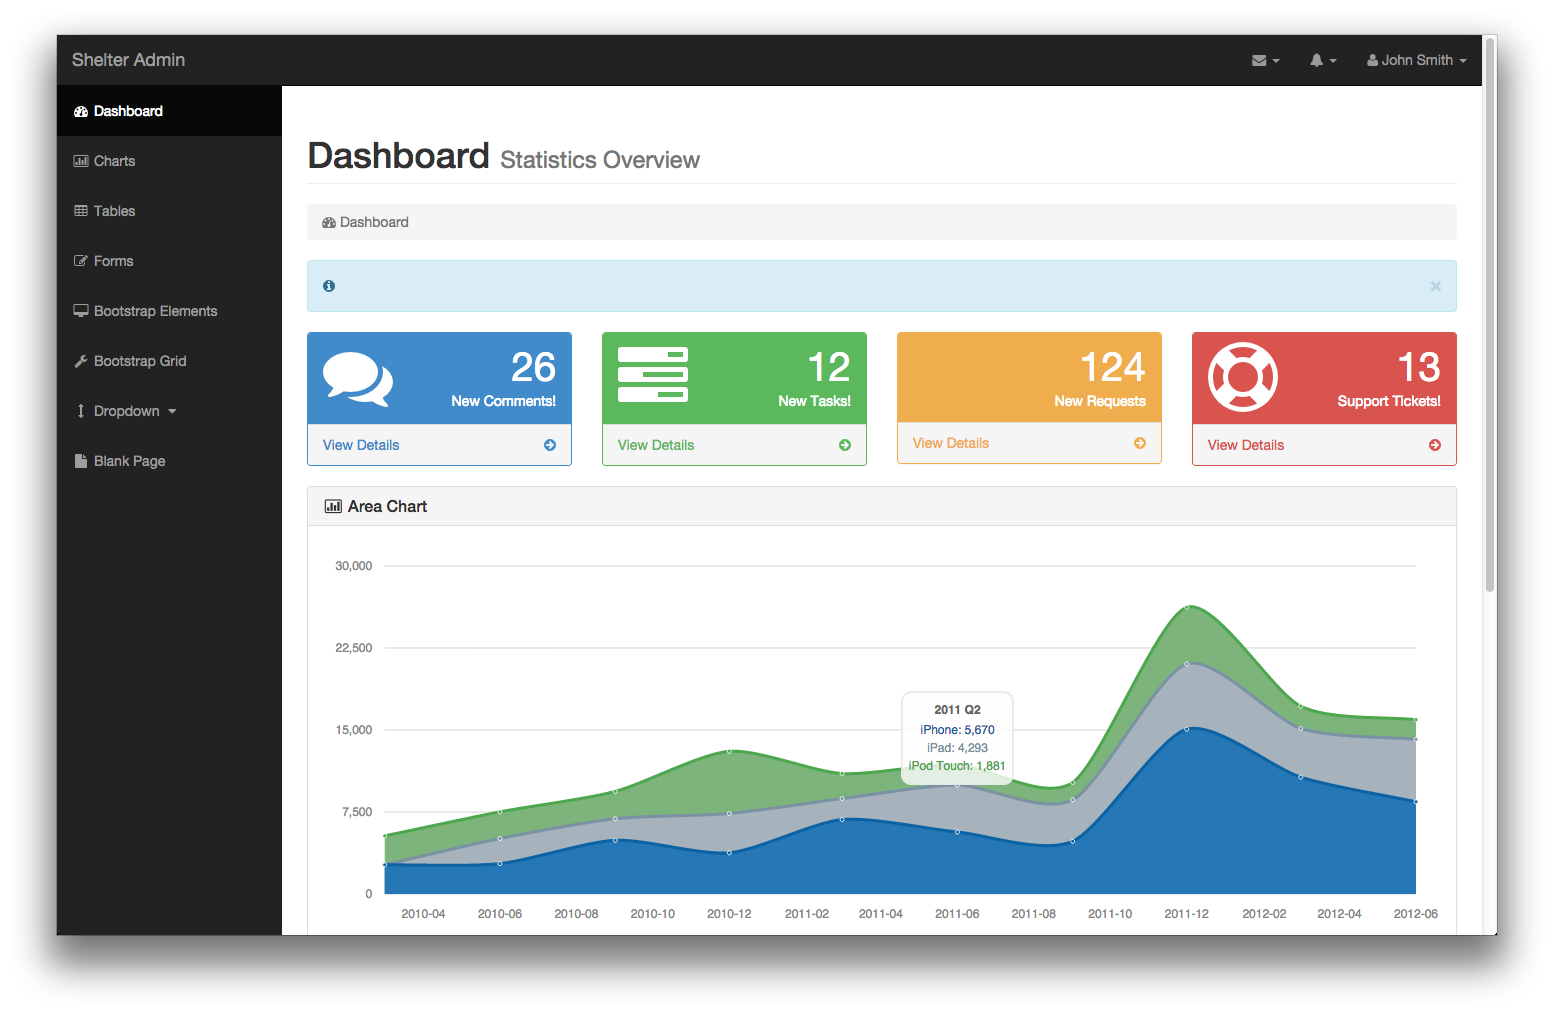 Shelter Admin
John Smith
Dashboard
Charts
Tables
Forms
Bootstrap Elements
Bootstrap Grid
Dropdown
Blank Page
Dashboard Statistics Overview
Dashboard
26
New Comments!
View Details
12
New Tasks!
View Details
124
New Requests
View Details
13
Support Tickets!
View Details
Area Chart
30,000
22,500
15,000
7,500
0
2011 Q2
iPhone: 5,670
iPad: 4,293
iPod Touch: 1,881
2010-04 2010-06 2010-08 2010-10 2010-12 2011-02 2011-04 2011-06 2011-08 2011-10 2011-12 2012-02 2012-04 2012-06